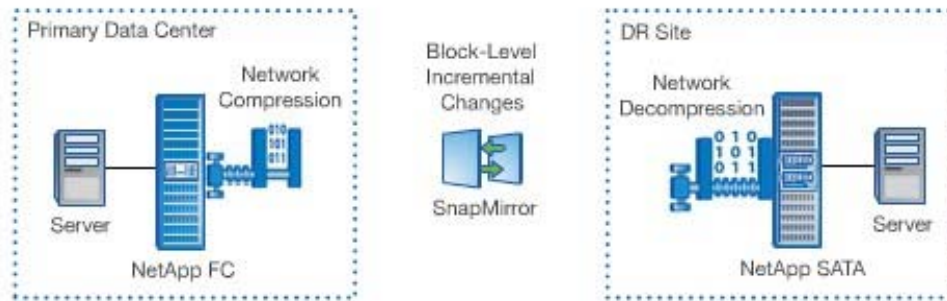 Primary Data Center
Network
Compression
010
101
011
Server
NetApp FC
Block-Level
Incremental
Changes
SnapMirror
DR Site
Network
Decompression
0 1 0
1 0 1
0 1 1
Server
NetApp SATA